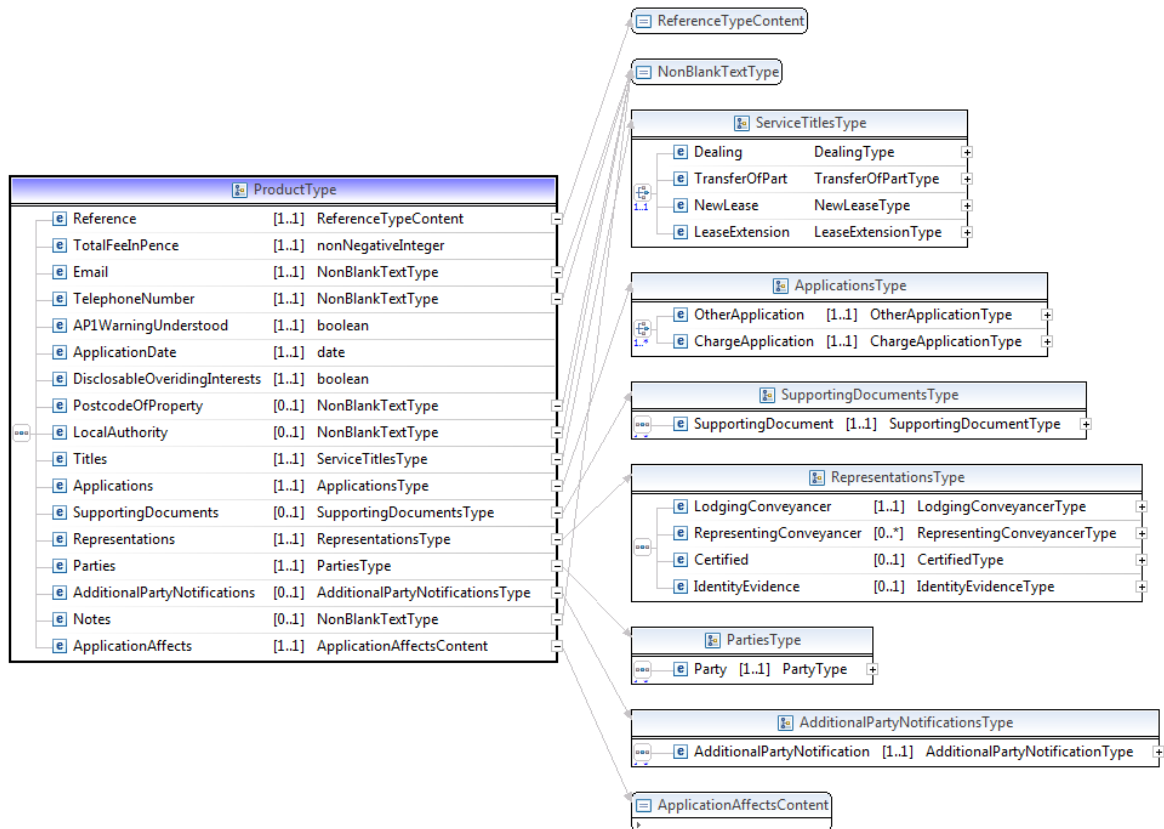 ReferenceTypeContent
NonBlankTextType
ServiceTitlesType
Dealing DealingType
TransferOfPart TransferOfPartType
1..1 NewLease NewLeaseType
LeaseExtension LeaseExtensionType
ProductType
Reference [1..1] ReferenceTypeContent
TotalFeeInPence [1..1] nonNegativeInteger
Email [1..1] NonBlankTextType
TelephoneNumber [1..1] NonBlankTextType
AP1WarningUnderstood [1..1] boolean
ApplicationDate [1..1] date
DisclosableOveridingInterests [1..1] boolean
PostcodeOfProperty [0..1] NonBlankTextType
LocalAuthority [0..1] NonBlankTextType
Titles [1..1] ServiceTitlesType
Applications [1..1] ApplicationsType
SupportingDocuments [0..1] SupportingDocumentsType
Representations [1..1] RepresentationsType
Parties [1..1] PartiesType
AdditionalPartyNotifications [0..1] AdditionalPartyNotificationsType
Notes [0..1] NonBlankTextType
ApplicationAffects [1..1] ApplicationAffectsContent
ApplicationsType
OtherApplication [1..1] OtherApplicationType
1..* ChargeApplication [1..1] ChargeApplicationType
SupportingDocumentsType
SupportingDocument [1..1] SupportingDocumentType
RepresentationsType
LodgingConveyancer [1..1] LodgingConveyancerType
RepresentingConveyancer [0..*] RepresentingConveyancerType
Certified [0..1] CertifiedType
IdentityEvidence [0..1] IdentityEvidenceType
PartiesType
Party [1..1] PartyType
AdditionalPartyNotificationsType
AdditionalPartyNotification [1..1] AdditionalPartyNotificationType
ApplicationAffectsContent